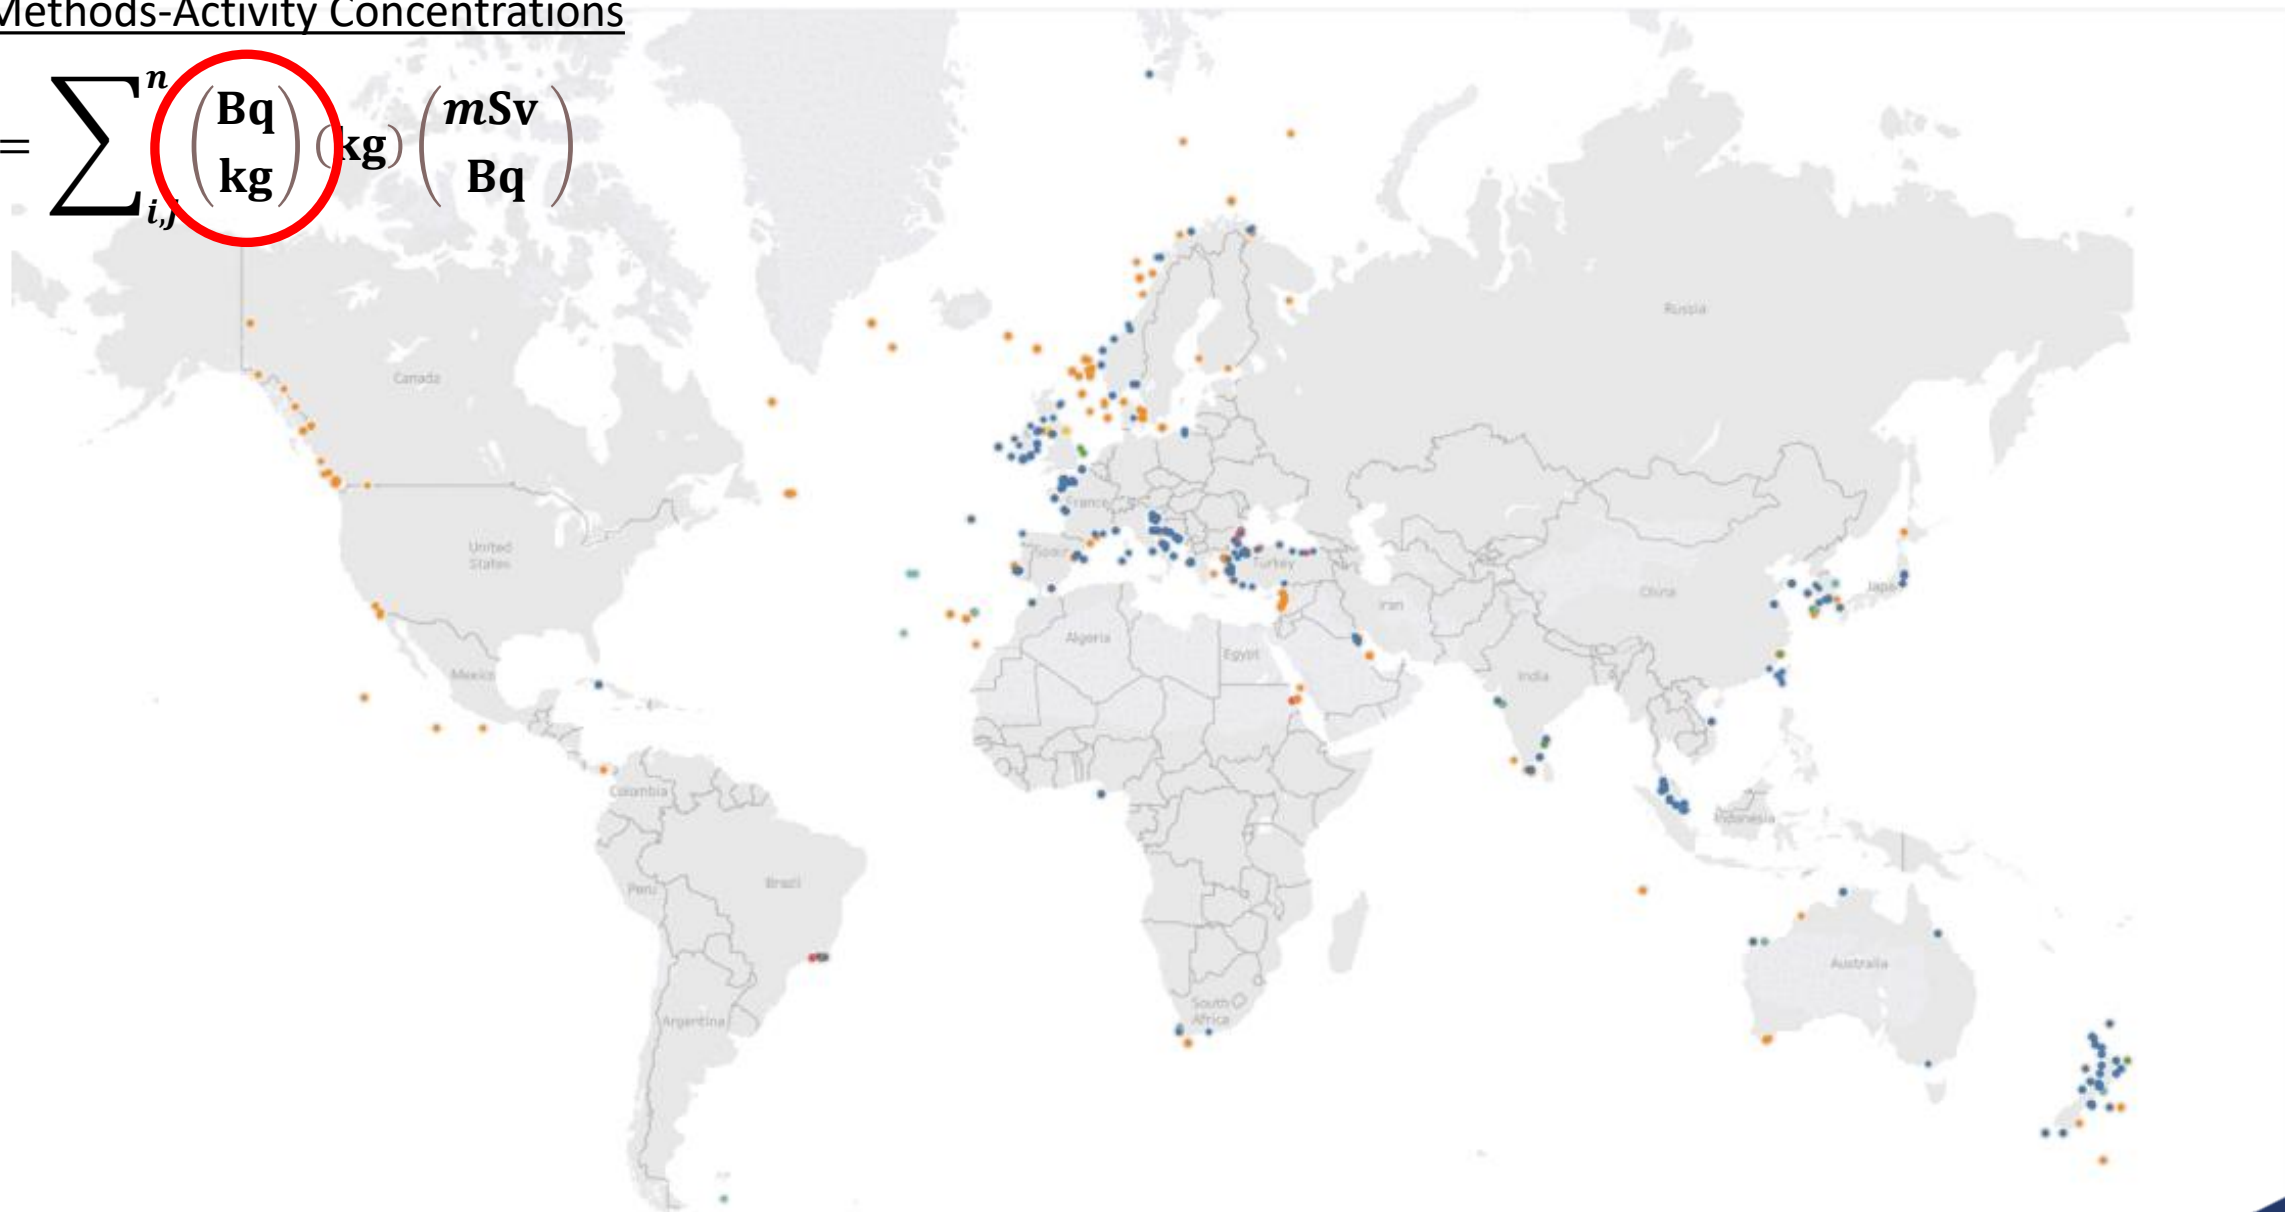 Methods-Activity Concentrations
= ∑ n i,j (Bq kg) (kg) (mSv Bq)
Russia
Canada
France
United
States
Spain
Turkey
China
Japan
Iran
Algeria
Egypt
Mexico
India
Colombia
Indonesia
Peru
Brazil
Australia
South
Africa
Argentina